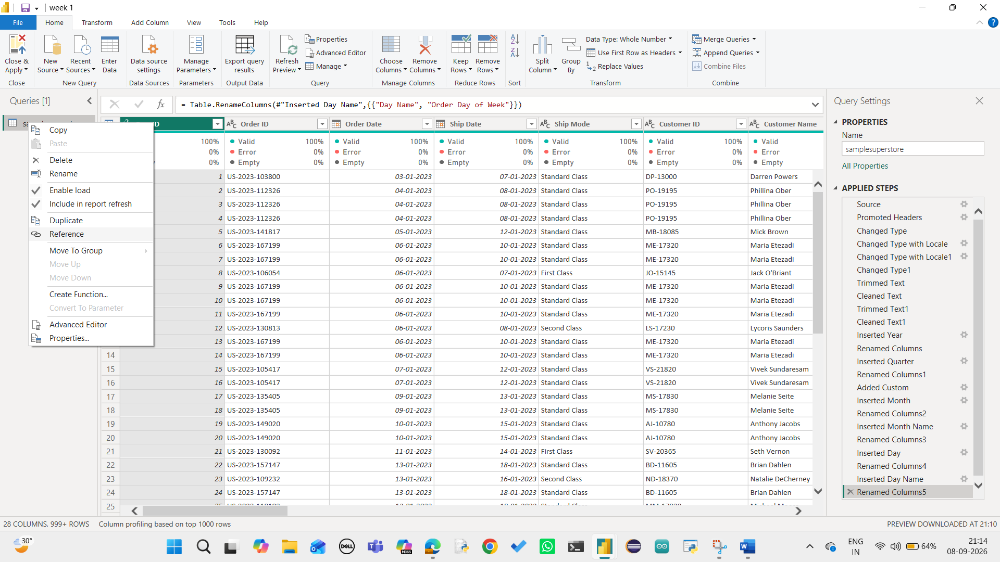 week 1
File Home Transform Add Column View Tools Help
Close & Apply New Source Recent Sources Enter Data Data source settings Manage Parameters Export query results Refresh Preview Properties Advanced Editor Manage Choose Columns Remove Columns Keep Rows Remove Rows Split Column Group By Data Type: Whole Number Use First Row as Headers Replace Values Merge Queries Append Queries Combine Files
Close New Query Data Sources Parameters Output Data Query Manage Columns Reduce Rows Sort Transform Combine
Queries [1]
= Table.RenameColumns(#"Inserted Day Name",{{"Day Name", "Order Day of Week"}})
Copy
Paste
Delete
Rename
Enable load
Include in report refresh
Duplicate
Reference
Move To Group
Move Up
Move Down
Create Function...
Convert To Parameter
Advanced Editor
Properties...
ID Order ID Order Date Ship Date Ship Mode Customer ID Customer Name
100% Valid 100% Valid 100% Valid 100% Valid 100% Valid 100% Valid
0% Error 0% Error 0% Error 0% Error 0% Error 0% Error
0% Empty 0% Empty 0% Empty 0% Empty 0% Empty 0% Empty
1 US-2023-103800 03-01-2023 07-01-2023 Standard Class DP-13000 Darren Powers
2 US-2023-112326 04-01-2023 08-01-2023 Standard Class PO-19195 Phillina Ober
3 US-2023-112326 04-01-2023 08-01-2023 Standard Class PO-19195 Phillina Ober
4 US-2023-112326 04-01-2023 08-01-2023 Standard Class PO-19195 Phillina Ober
5 US-2023-141817 05-01-2023 12-01-2023 Standard Class MB-18085 Mick Brown
6 US-2023-167199 06-01-2023 10-01-2023 Standard Class ME-17320 Maria Etezadi
7 US-2023-167199 06-01-2023 10-01-2023 Standard Class ME-17320 Maria Etezadi
8 US-2023-106054 06-01-2023 07-01-2023 First Class JO-15145 Jack O'Briant
9 US-2023-167199 06-01-2023 10-01-2023 Standard Class ME-17320 Maria Etezadi
10 US-2023-167199 06-01-2023 10-01-2023 Standard Class ME-17320 Maria Etezadi
11 US-2023-167199 06-01-2023 10-01-2023 Standard Class ME-17320 Maria Etezadi
12 US-2023-130813 06-01-2023 08-01-2023 Second Class LS-17230 Lycoris Saunders
13 US-2023-167199 06-01-2023 10-01-2023 Standard Class ME-17320 Maria Etezadi
14 14 US-2023-167199 06-01-2023 10-01-2023 Standard Class ME-17320 Maria Etezadi
15 15 US-2023-105417 07-01-2023 12-01-2023 Standard Class VS-21820 Vivek Sundaresam
16 16 US-2023-105417 07-01-2023 12-01-2023 Standard Class VS-21820 Vivek Sundaresam
17 17 US-2023-135405 09-01-2023 13-01-2023 Standard Class MS-17830 Melanie Seite
18 18 US-2023-135405 09-01-2023 13-01-2023 Standard Class MS-17830 Melanie Seite
19 19 US-2023-149020 10-01-2023 15-01-2023 Standard Class AJ-10780 Anthony Jacobs
20 20 US-2023-149020 10-01-2023 15-01-2023 Standard Class AJ-10780 Anthony Jacobs
21 21 US-2023-130092 11-01-2023 14-01-2023 First Class SV-20365 Seth Vernon
22 22 US-2023-157147 13-01-2023 18-01-2023 Standard Class BD-11605 Brian Dahlen
23 23 US-2023-109232 13-01-2023 16-01-2023 Second Class ND-18370 Natalie DeCherney
24 24 US-2023-157147 13-01-2023 18-01-2023 Standard Class BD-11605 Brian Dahlen
25
Query Settings
PROPERTIES
Name
samplesuperstore
All Properties
APPLIED STEPS
Source
Promoted Headers
Changed Type
Changed Type with Locale
Changed Type with Locale1
Changed Type1
Trimmed Text
Cleaned Text
Trimmed Text1
Cleaned Text1
Inserted Year
Renamed Columns
Inserted Quarter
Renamed Columns1
Added Custom
Inserted Month
Renamed Columns2
Inserted Month Name
Renamed Columns3
Inserted Day
Renamed Columns4
Inserted Day Name
Renamed Columns5
28 COLUMNS, 999+ ROWS Column profiling based on top 1000 rows PREVIEW DOWNLOADED AT 21:10
30°
DELL
M365
ENG
IN
64%
21:14
08-09-2026